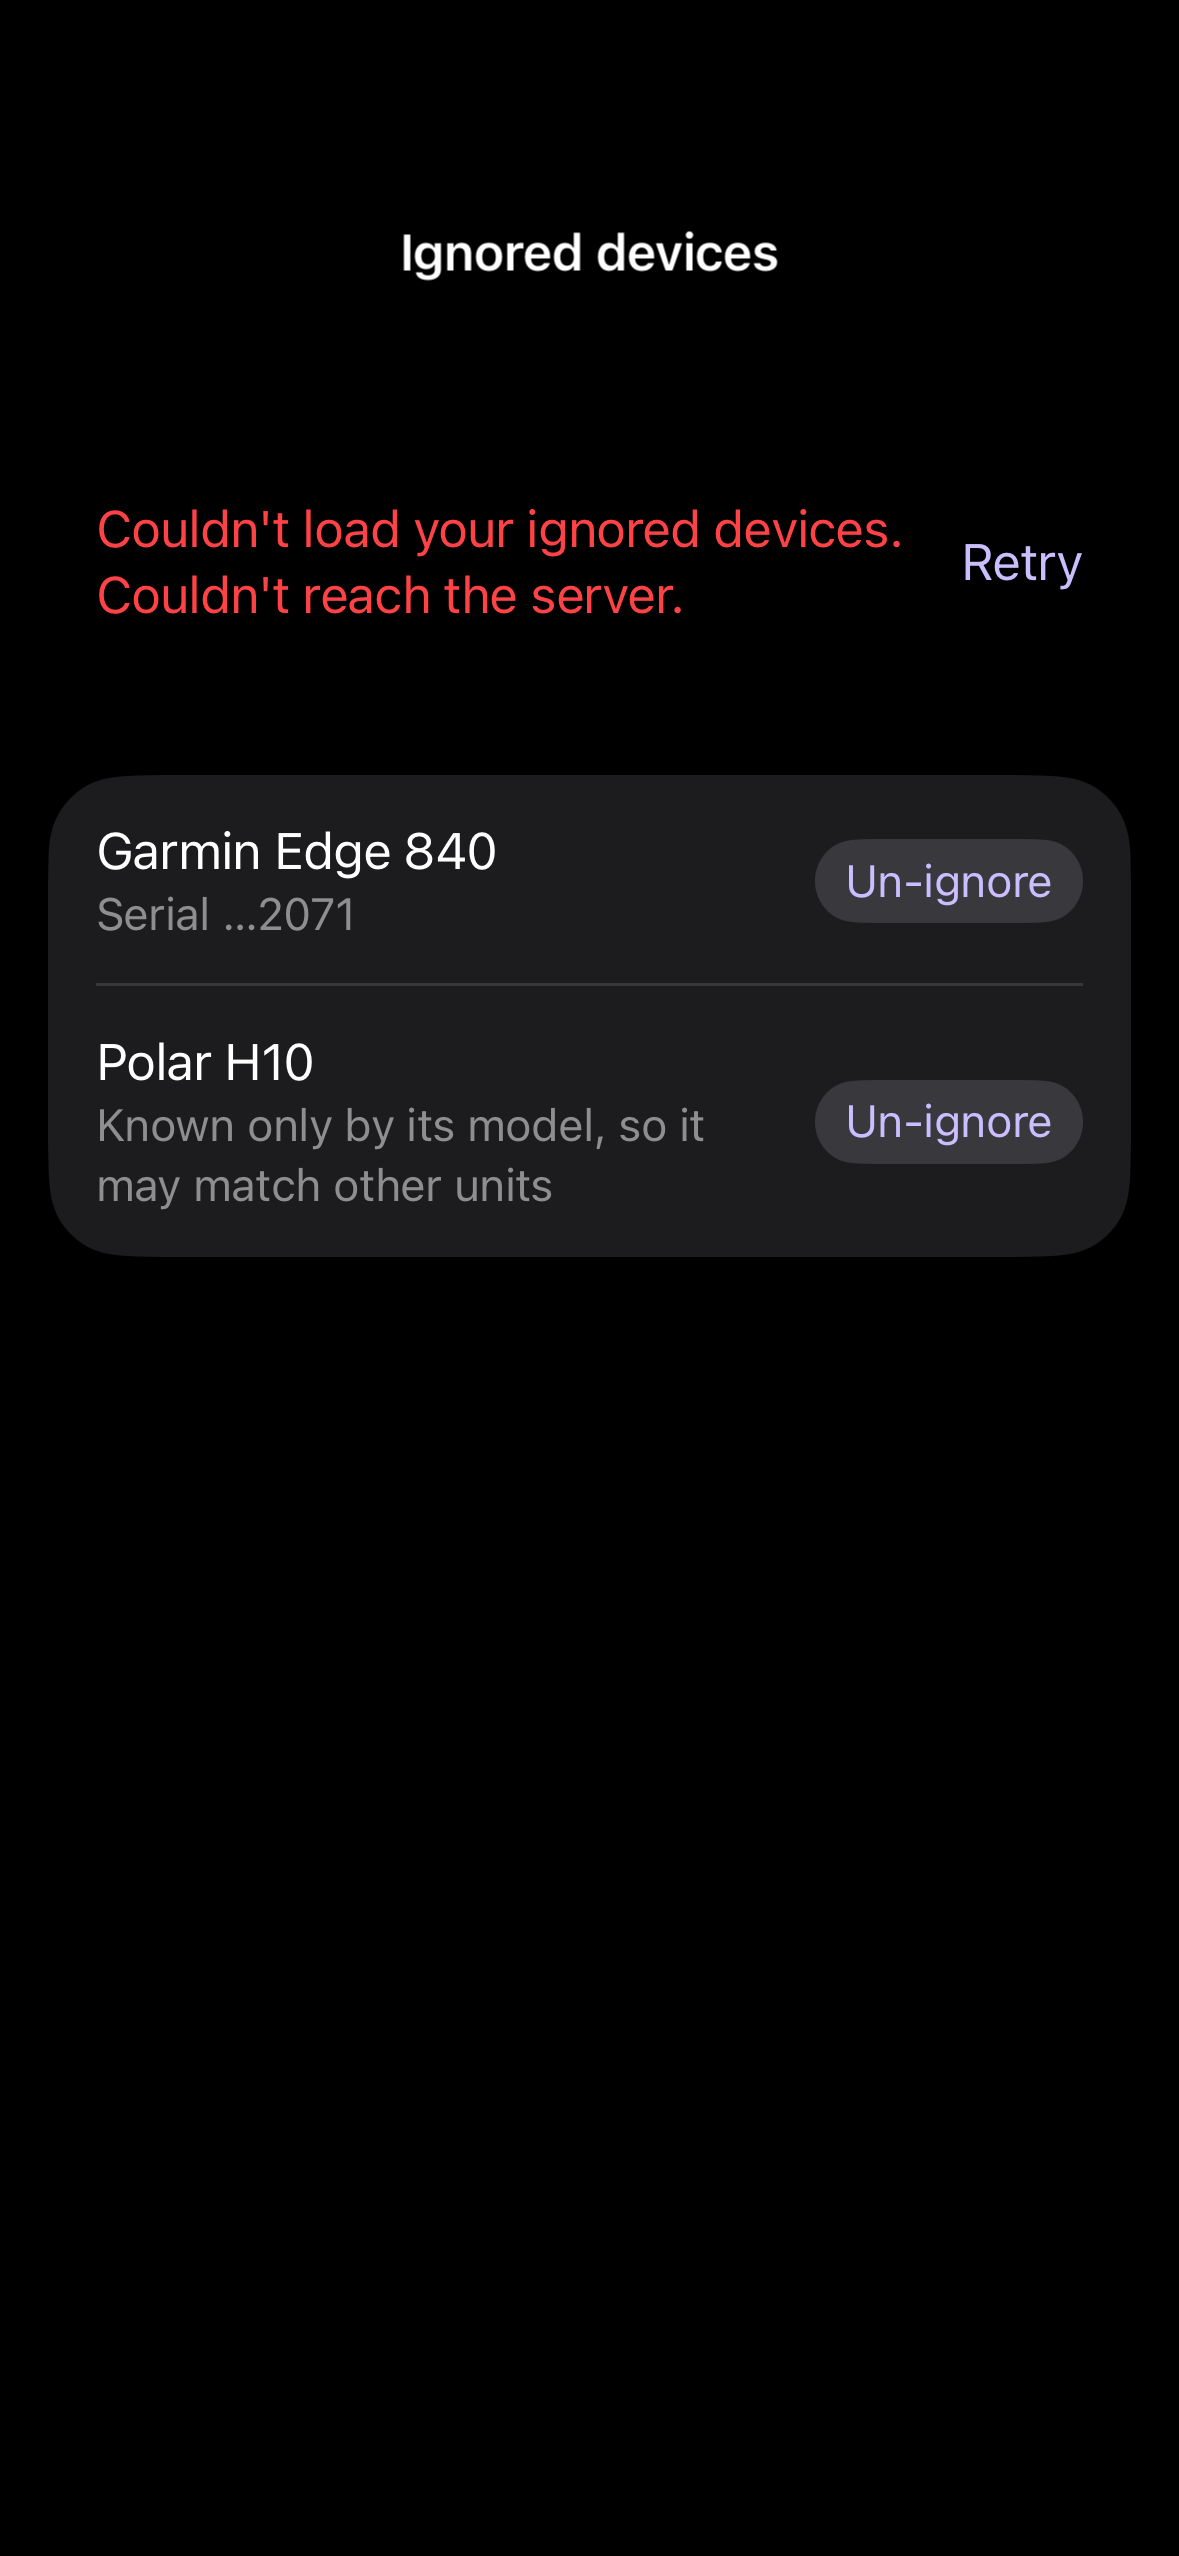 Ignored devices
Couldn't load your ignored devices.
Couldn't reach the server.
Retry
Garmin Edge 840
Serial ...2071
Un-ignore
Polar H10
Known only by its model, so it
may match other units
Un-ignore